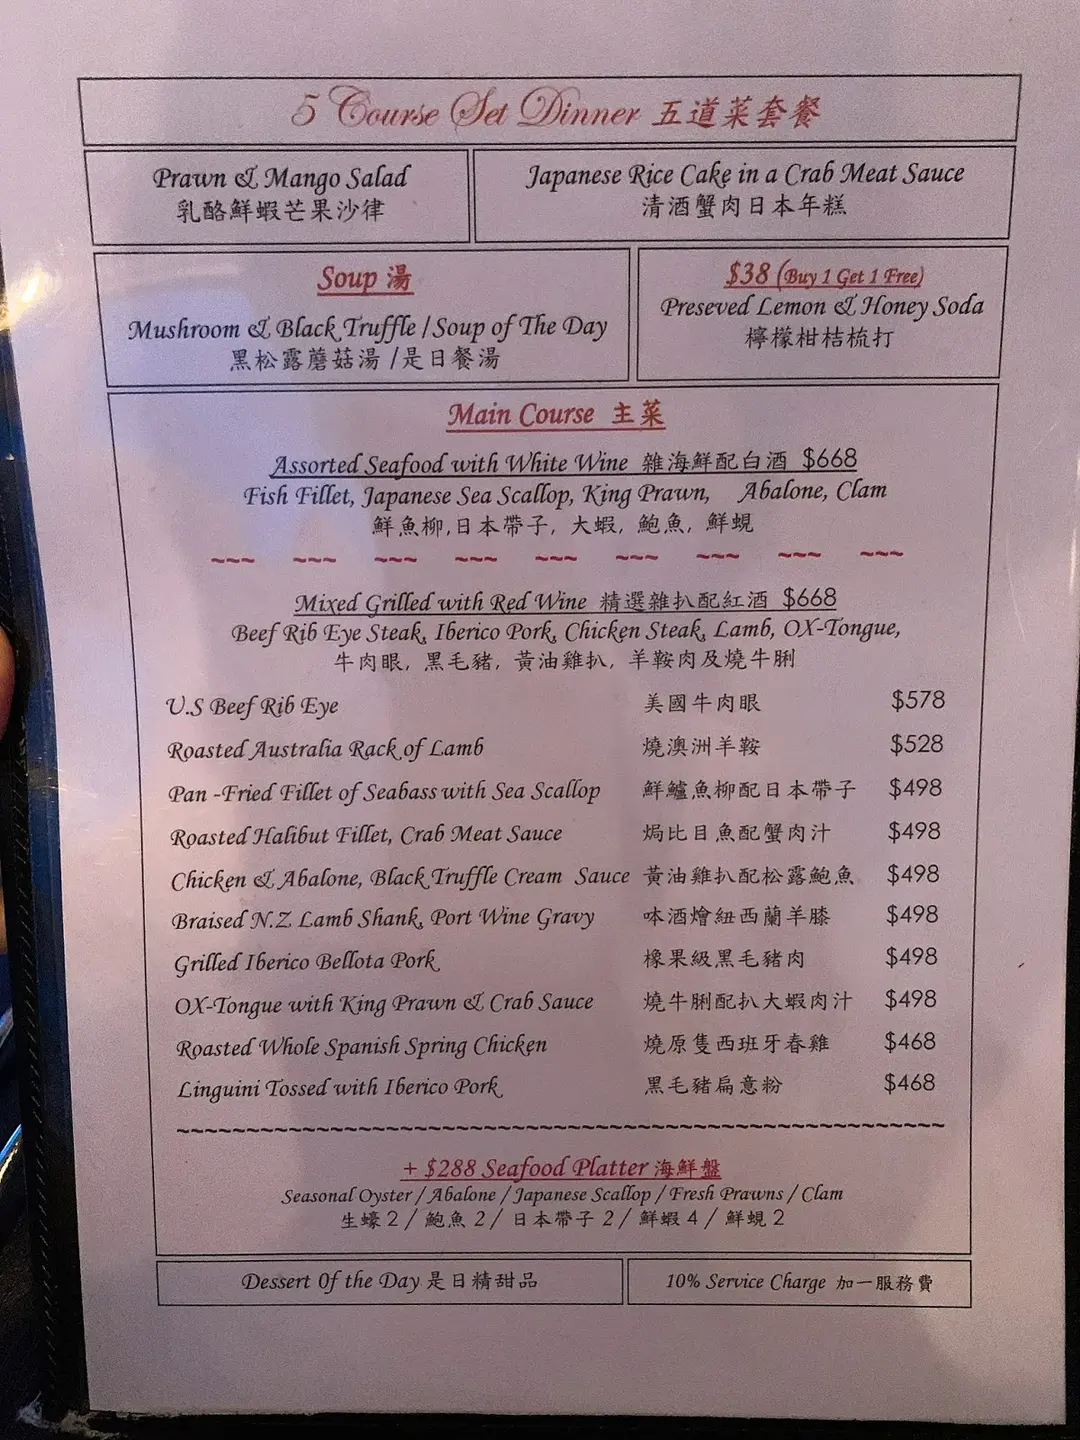 5 Course Set Dinner 五道菜套餐
Prawn & Mango Salad
乳酪鮮蝦芒果沙律
Japanese Rice Cake in a Crab Meat Sauce
清酒蟹肉日本年糕
Soup 湯
Mushroom & Black Truffle / Soup of The Day
黑松露蘑菇湯 /是日餐湯
$38 (Buy 1 Get 1 Free)
Preseved Lemon & Honey Soda
檸檬柑桔梳打
Main Course 主菜
Assorted Seafood with White Wine 雜海鮮配白酒 $668
Fish Fillet, Japanese Sea Scallop, King Prawn, Abalone, Clam
鮮魚柳,日本帶子, 大蝦, 鮑魚, 鮮蜆
~~~ ~~~ ~~~ ~~~ ~~~ ~~~ ~~~ ~~~ ~~~
Mixed Grilled with Red Wine 精選雜扒配紅酒 $668
Beef Rib Eye Steak, Iberico Pork, Chicken Steak, Lamb, OX-Tongue,
牛肉眼, 黑毛豬, 黃油雞扒, 羊鞍肉及燒牛脷
U.S Beef Rib Eye 美國牛肉眼 $578
Roasted Australia Rack of Lamb 燒澳洲羊鞍 $528
Pan -Fried Fillet of Seabass with Sea Scallop 鮮鱸魚柳配日本帶子 $498
Roasted Halibut Fillet, Crab Meat Sauce 焗比目魚配蟹肉汁 $498
Chicken & Abalone, Black Truffle Cream Sauce 黃油雞扒配松露鮑魚 $498
Braised N.Z Lamb Shank, Port Wine Gravy 呠酒燴紐西蘭羊膝 $498
Grilled Iberico Bellota Pork 橡果級黑毛豬肉 $498
OX-Tongue with King Prawn & Crab Sauce 燒牛脷配扒大蝦肉汁 $498
Roasted Whole Spanish Spring Chicken 燒原隻西班牙春雞 $468
Linguini Tossed with Iberico Pork 黑毛豬扁意粉 $468
+ $288 Seafood Platter 海鮮盤
Seasonal Oyster / Abalone / Japanese Scallop / Fresh Prawns / Clam
生蠔 2 / 鮑魚 2 / 日本帶子 2 / 鮮蝦 4 / 鮮蜆 2
Dessert Of the Day 是日精甜品
10% Service Charge 加一服務費